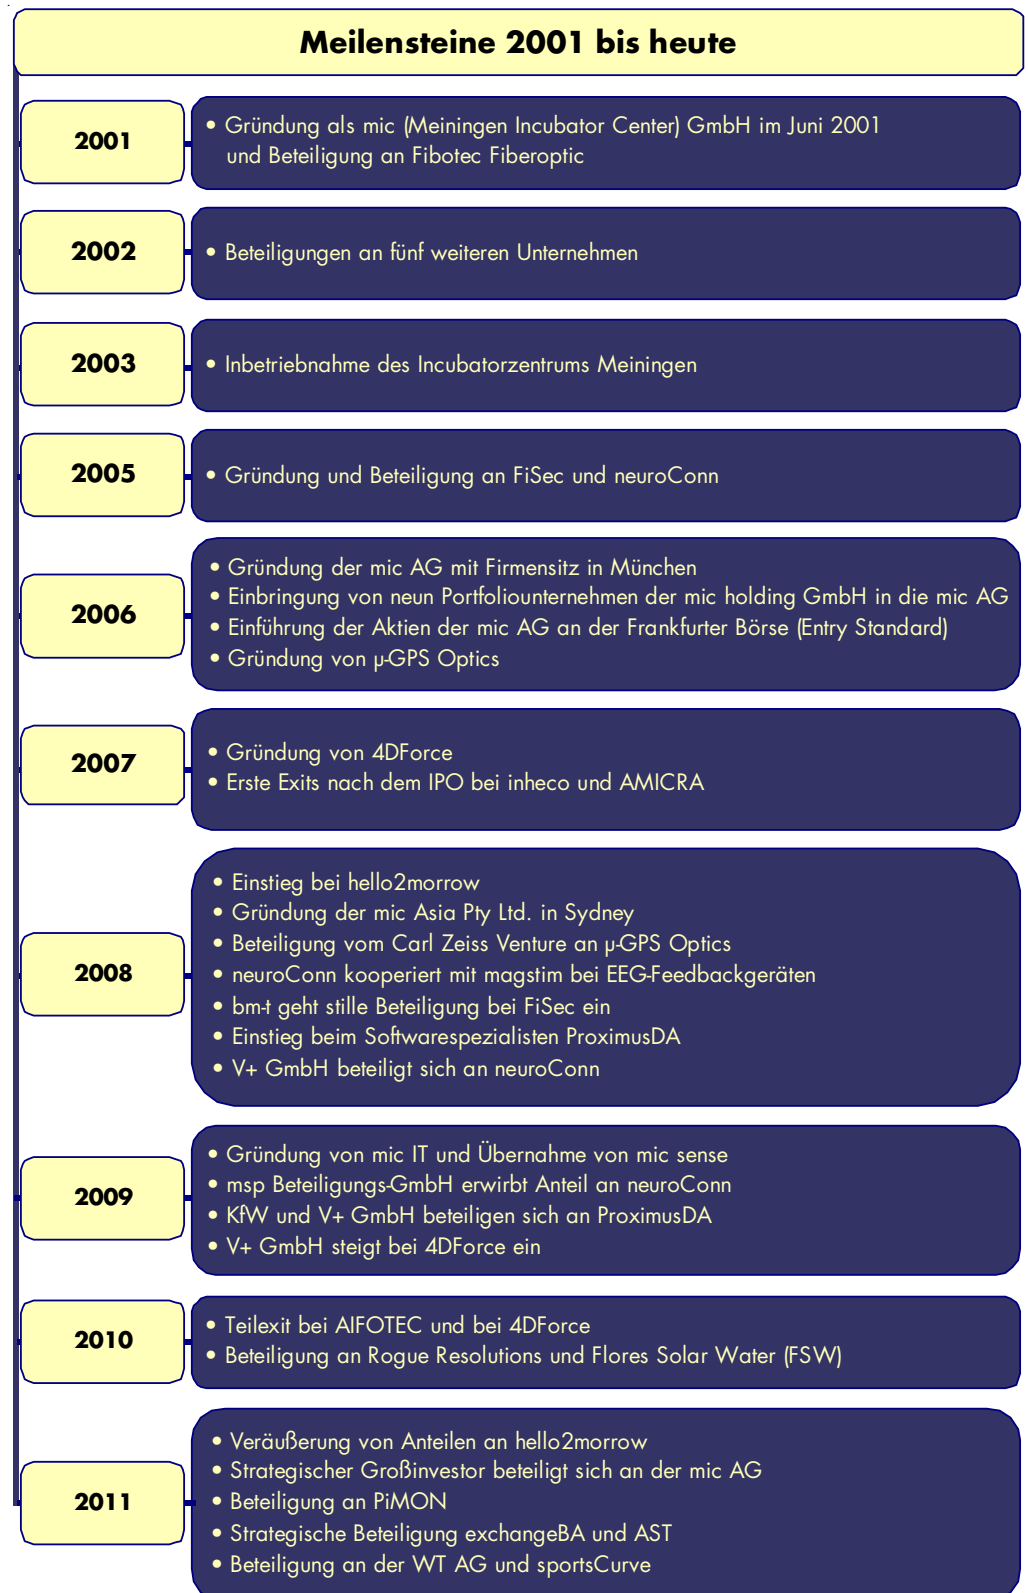 Meilensteine 2001 bis heute
2001
• Gründung als mic (Meiningen Incubator Center) GmbH im Juni 2001
und Beteiligung an Fibotec Fiberoptic
2002
• Beteiligungen an fünf weiteren Unternehmen
2003
• Inbetriebnahme des Incubatorzentrums Meiningen
2005
• Gründung und Beteiligung an FiSec und neuroConn
2006
• Gründung der mic AG mit Firmensitz in München
• Einbringung von neun Portfoliounternehmen der mic holding GmbH in die mic AG
• Einführung der Aktien der mic AG an der Frankfurter Börse (Entry Standard)
• Gründung von µ-GPS Optics
2007
• Gründung von 4DForce
• Erste Exits nach dem IPO bei inheco und AMICRA
2008
• Einstieg bei hello2morrow
• Gründung der mic Asia Pty Ltd. in Sydney
• Beteiligung vom Carl Zeiss Venture an µ-GPS Optics
• neuroConn kooperiert mit magstim bei EEG-Feedbackgeräten
• bm-t geht stille Beteiligung bei FiSec ein
• Einstieg beim Softwarespezialisten ProximusDA
• V+ GmbH beteiligt sich an neuroConn
2009
• Gründung von mic IT und Übernahme von mic sense
• msp Beteiligungs-GmbH erwirbt Anteil an neuroConn
• KfW und V+ GmbH beteiligen sich an ProximusDA
• V+ GmbH steigt bei 4DForce ein
2010
• Teilexit bei AIFOTEC und bei 4DForce
• Beteiligung an Rogue Resolutions und Flores Solar Water (FSW)
2011
• Veräußerung von Anteilen an hello2morrow
• Strategischer Großinvestor beteiligt sich an der mic AG
• Beteiligung an PiMON
• Strategische Beteiligung exchangeBA und AST
• Beteiligung an der WT AG und sportsCurve